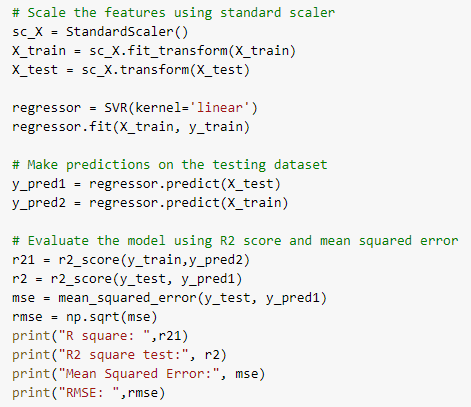 # Scale the features using standard scaler
sc_X = StandardScaler()
X_train = sc_X.fit_transform(X_train)
X_test = sc_X.transform(X_test)
regressor = SVR(kernel='linear')
regressor.fit(X_train, y_train)
# Make predictions on the testing dataset
y_pred1 = regressor.predict(X_test)
y_pred2 = regressor.predict(X_train)
# Evaluate the model using R2 score and mean squared error
r21 = r2_score(y_train,y_pred2)
r2 = r2_score(y_test, y_pred1)
mse = mean_squared_error(y_test, y_pred1)
rmse = np.sqrt(mse)
print("R square: ",r21)
print("R2 square test:", r2)
print("Mean Squared Error:", mse)
print("RMSE: ",rmse)